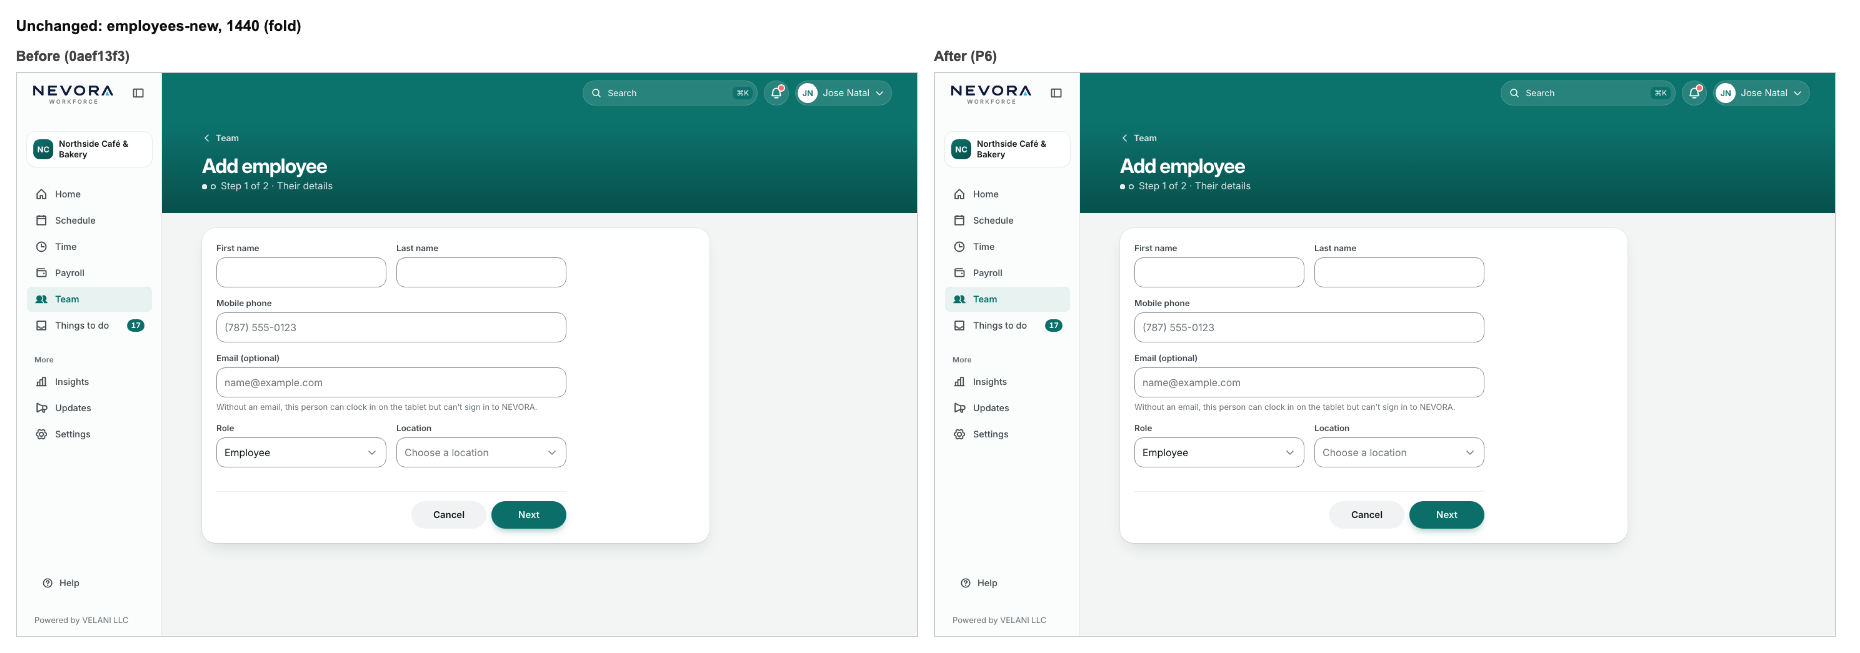 Unchanged: employees-new, 1440 (fold)
Before (0aef13f3)
NEVORA
WORKFORCE
Search
⌘K
JN
Jose Natal
NC
Northside Café &
Bakery
Team
Add employee
Step 1 of 2 · Their details
Home
Schedule
Time
Payroll
Team
Things to do
17
More
Insights
Updates
Settings
Help
Powered by VELANI LLC
First name
Last name
Mobile phone
(787) 555-0123
Email (optional)
name@example.com
Without an email, this person can clock in on the tablet but can't sign in to NEVORA.
Role
Location
Employee
Choose a location
Cancel
Next
After (P6)
NEVORA
WORKFORCE
Search
⌘K
JN
Jose Natal
NC
Northside Café &
Bakery
Team
Add employee
Step 1 of 2 · Their details
Home
Schedule
Time
Payroll
Team
Things to do
17
More
Insights
Updates
Settings
Help
Powered by VELANI LLC
First name
Last name
Mobile phone
(787) 555-0123
Email (optional)
name@example.com
Without an email, this person can clock in on the tablet but can't sign in to NEVORA.
Role
Location
Employee
Choose a location
Cancel
Next